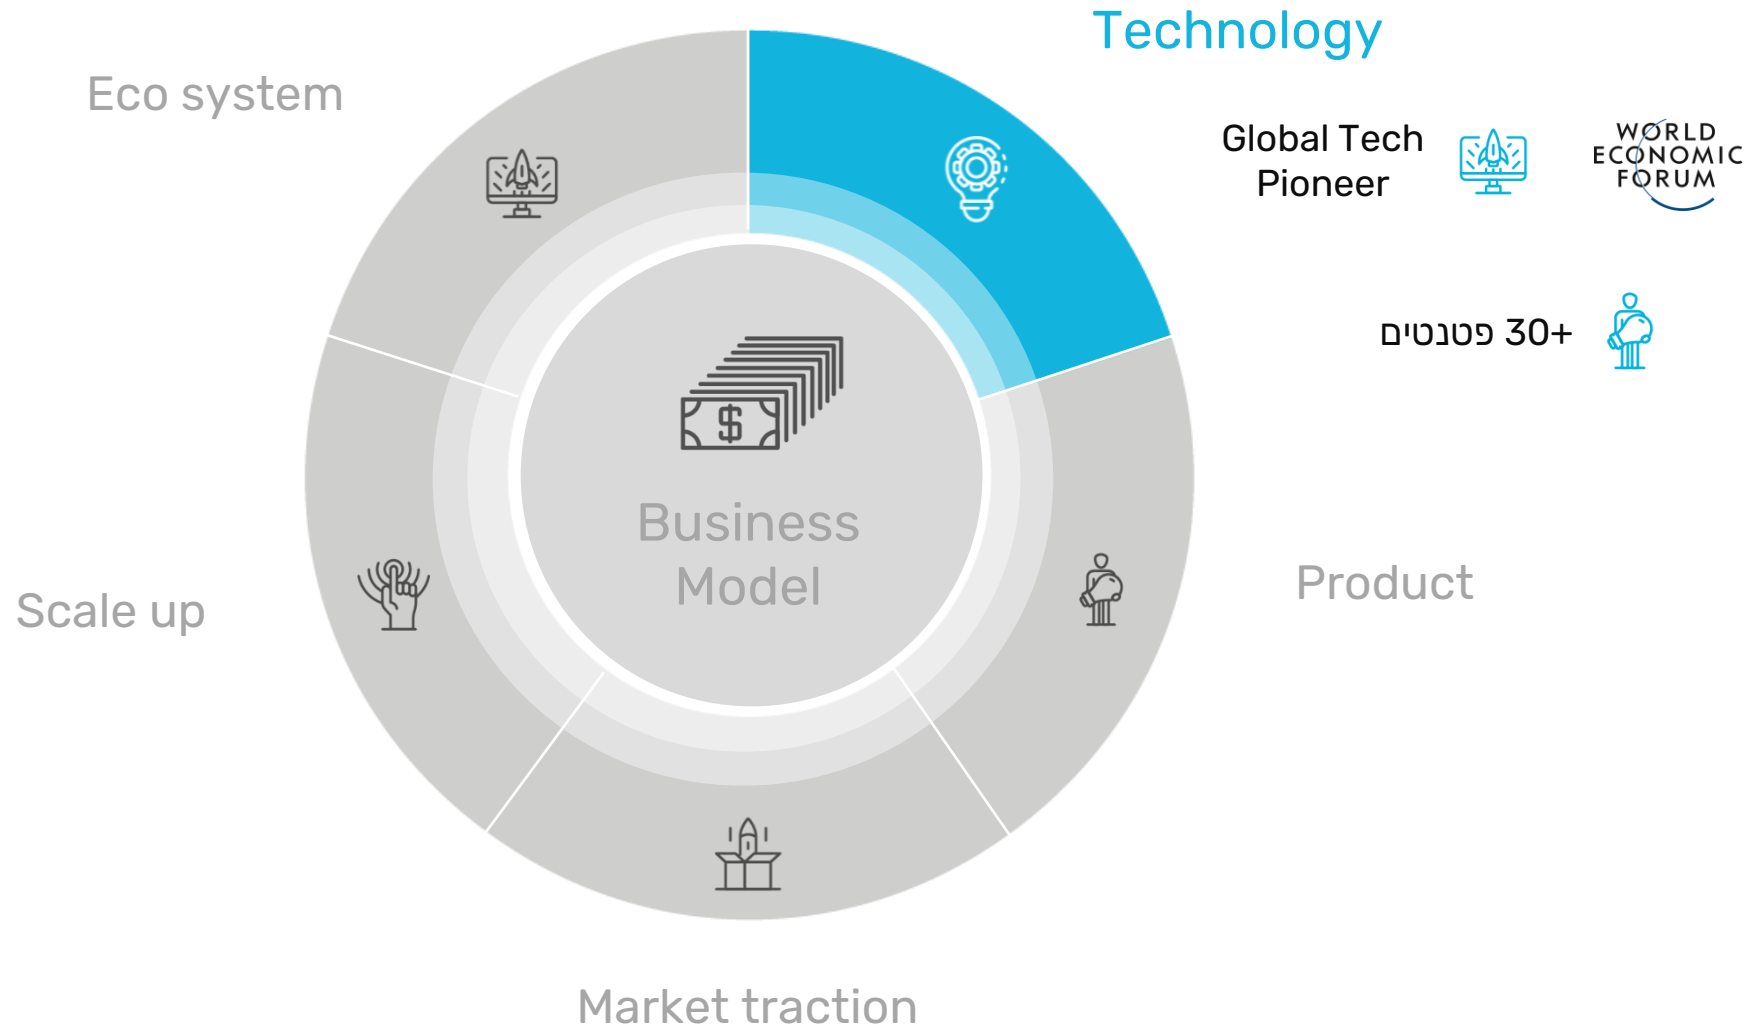 Technology
Eco system
Global Tech
Pioneer
WORLD
ECONOMIC
FORUM
30+ פטנטים
$
Business
Model
Product
Scale up
Market traction